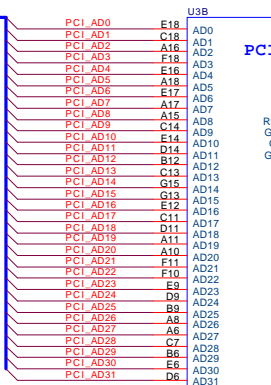 U3B
PCI_AD0 E18 AD0 PCI
PCI_AD1 C18 AD1
PCI_AD2 A16 AD2
PCI_AD3 F18 AD3
PCI_AD4 E16 AD4
PCI_AD5 A18 AD5
PCI_AD6 E17 AD6
PCI_AD7 A17 AD7
PCI_AD8 A15 AD8 R
PCI_AD9 C14 AD9 G
PCI_AD10 E14 AD10
PCI_AD11 D14 AD11 G
PCI_AD12 B12 AD12
PCI_AD13 C13 AD13
PCI_AD14 G15 AD14
PCI_AD15 G13 AD15
PCI_AD16 E12 AD16
PCI_AD17 C11 AD17
PCI_AD18 D11 AD18
PCI_AD19 A11 AD19
PCI_AD20 A10 AD20
PCI_AD21 F11 AD21
PCI_AD22 F10 AD22
PCI_AD23 E9 AD23
PCI_AD24 D9 AD24
PCI_AD25 B9 AD25
PCI_AD26 A8 AD26
PCI_AD27 A6 AD27
PCI_AD28 C7 AD28
PCI_AD29 B6 AD29
PCI_AD30 E6 AD30
PCI_AD31 D6 AD31